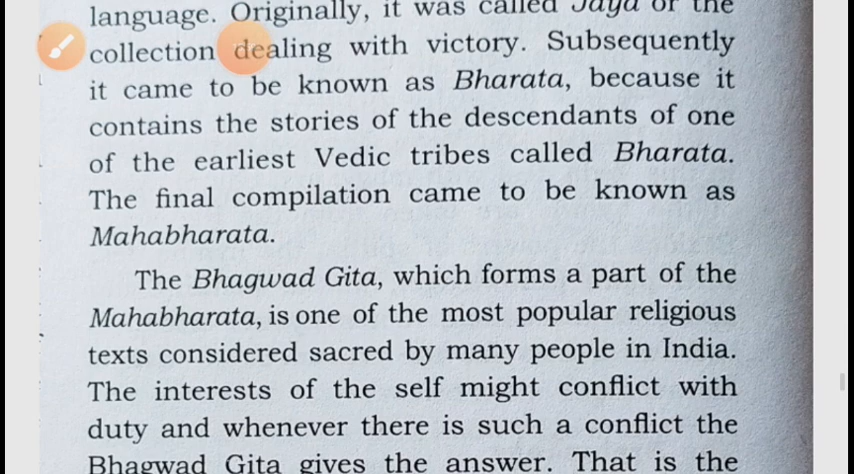 language. Originally, it was called Jaya or the
collection dealing with victory. Subsequently
it came to be known as Bharata, because it
contains the stories of the descendants of one
of the earliest Vedic tribes called Bharata.
The final compilation came to be known as
Mahabharata.
The Bhagwad Gita, which forms a part of the
Mahabharata, is one of the most popular religious
texts considered sacred by many people in India.
The interests of the self might conflict with
duty and whenever there is such a conflict the
Bhagwad Gita gives the answer. That is the